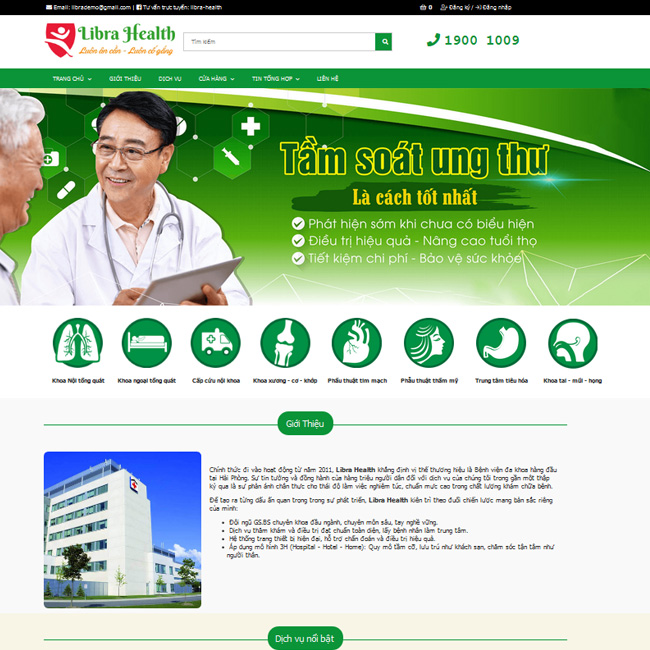 Email: librademo@gmail.com | Tư vấn trực tuyến: libra-health
0 Đăng ký / Đăng nhập
Libra Health
Luôn ân cần - Luôn cố gắng
Tìm kiếm
1900 1009
TRANG CHỦ GIỚI THIỆU DỊCH VỤ CỬA HÀNG TIN TỔNG HỢP LIÊN HỆ
Tầm soát ung thư
Là cách tốt nhất
Phát hiện sớm khi chưa có biểu hiện
Điều trị hiệu quả - Nâng cao tuổi thọ
Tiết kiệm chi phí - Bảo vệ sức khỏe
Khoa Nội tổng quát Khoa ngoại tổng quát Cấp cứu nội khoa Khoa xương - cơ - khớp Phẩu thuật tim mạch Phẫu thuật thẩm mỹ Trung tâm tiêu hóa Khoa tai - mũi - họng
Giới Thiệu
Chính thức đi vào hoạt động từ năm 2011, Libra Health khẳng định vị thế thương hiệu là Bệnh viện đa khoa hàng đầu
tại Hải Phòng. Sự tin tưởng và đồng hành của hàng triệu người dân đối với dịch vụ của chúng tôi trong gần một thập
kỷ qua là sự phản ánh chân thực cho thái độ làm việc nghiêm túc, chuẩn mực cao trong chất lượng khám chữa bệnh.
Để tạo ra từng dấu ấn quan trọng trong sự phát triển, Libra Health kiên trì theo đuổi chiến lược mang bản sắc riêng
của mình:
Đội ngũ GS.BS chuyên khoa đầu ngành, chuyên môn sâu, tay nghề vững.
Dịch vụ thăm khám và điều trị đạt chuẩn toàn diện, lấy bệnh nhân làm trung tâm.
Hệ thống trang thiết bị hiện đại, hỗ trợ chẩn đoán và điều trị hiệu quả.
Áp dụng mô hình 3H (Hospital - Hotel - Home): Quy mô tầm cỡ, lưu trú như khách sạn, chăm sóc tận tâm như
người thân.
Dịch vụ nổi bật